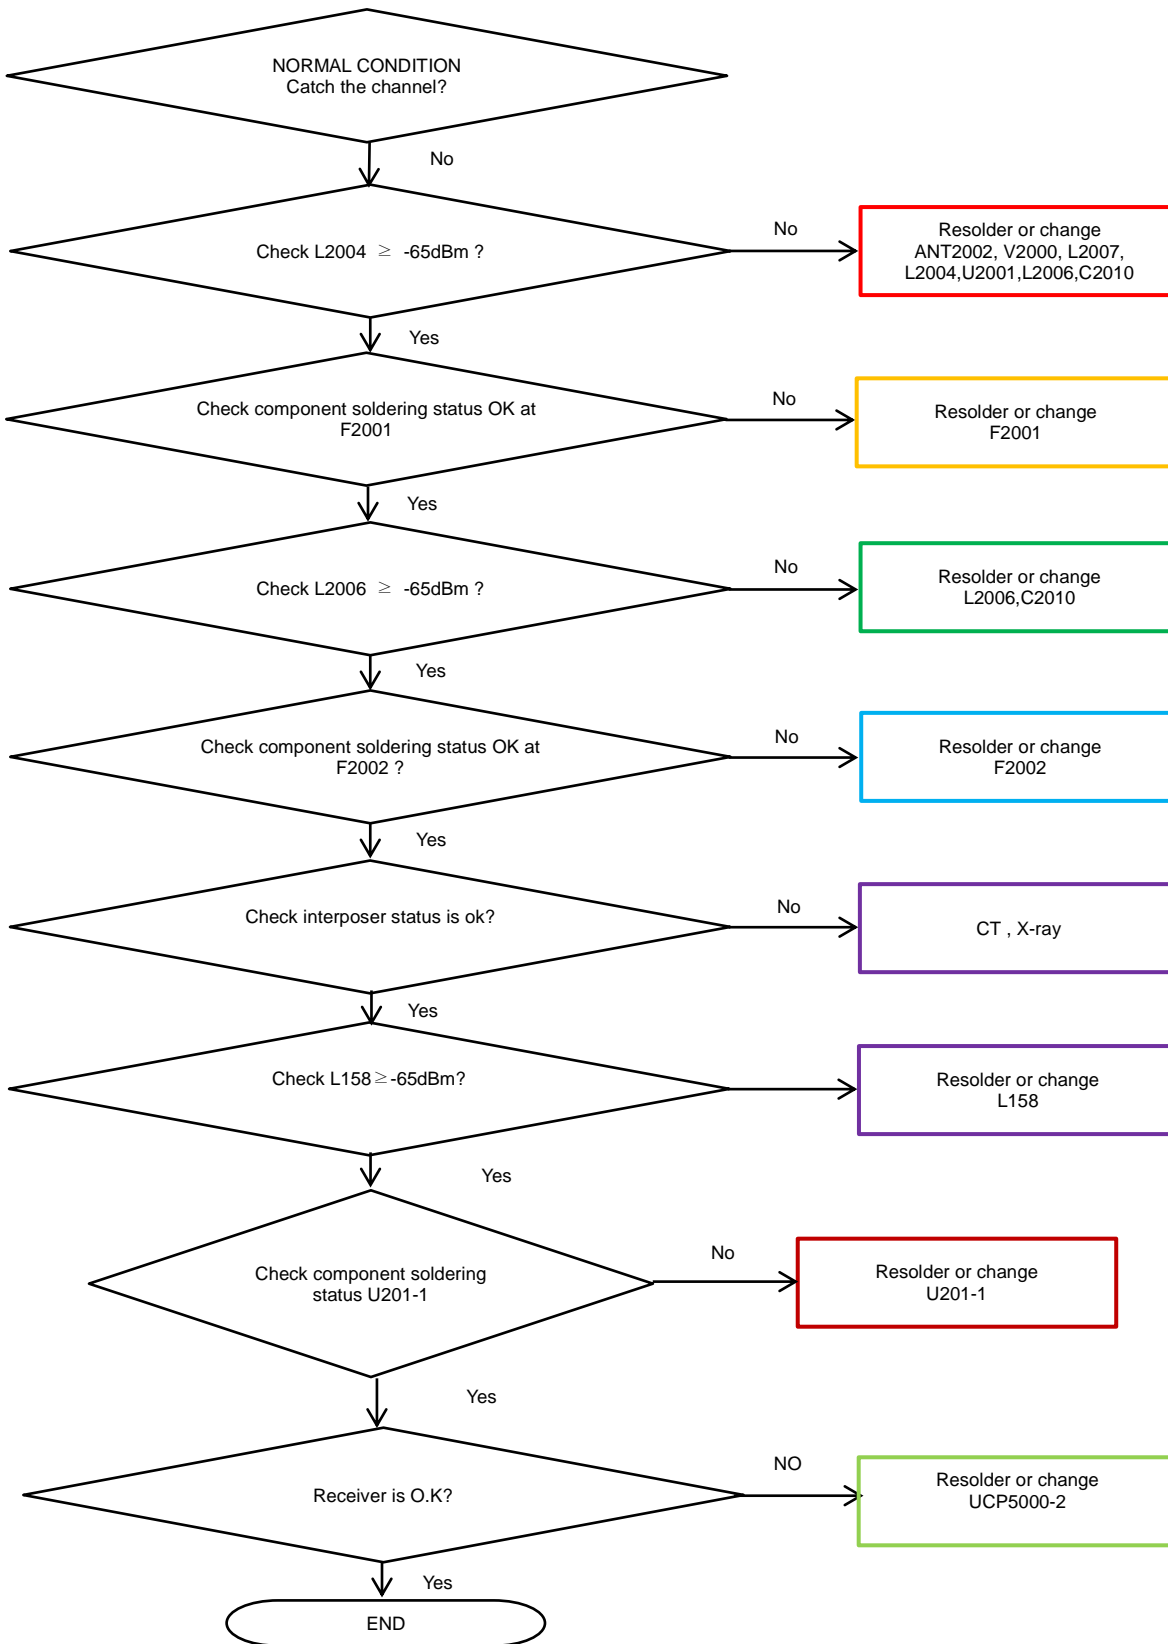 NORMAL CONDITION
Catch the channel?
No
Check L2004 ≥ -65dBm ?
No
Resolder or change
ANT2002, V2000, L2007,
L2004,U2001,L2006,C2010
Yes
Check component soldering status OK at
F2001
No
Resolder or change
F2001
Yes
Check L2006 ≥ -65dBm ?
No
Resolder or change
L2006,C2010
Yes
Check component soldering status OK at
F2002 ?
No
Resolder or change
F2002
Yes
Check interposer status is ok?
No
CT , X-ray
Yes
Check L158≥-65dBm?
Resolder or change
L158
Yes
Check component soldering
status U201-1
No
Resolder or change
U201-1
Yes
Receiver is O.K?
NO
Resolder or change
UCP5000-2
Yes
END